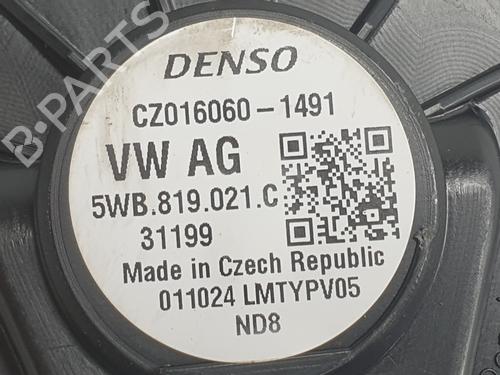 DENSO
CZ016060-1491
VW AG
5WB.819.021.C
31199
Made in Czech Republic
011024 LMTYPV05
ND8
B-PARTS